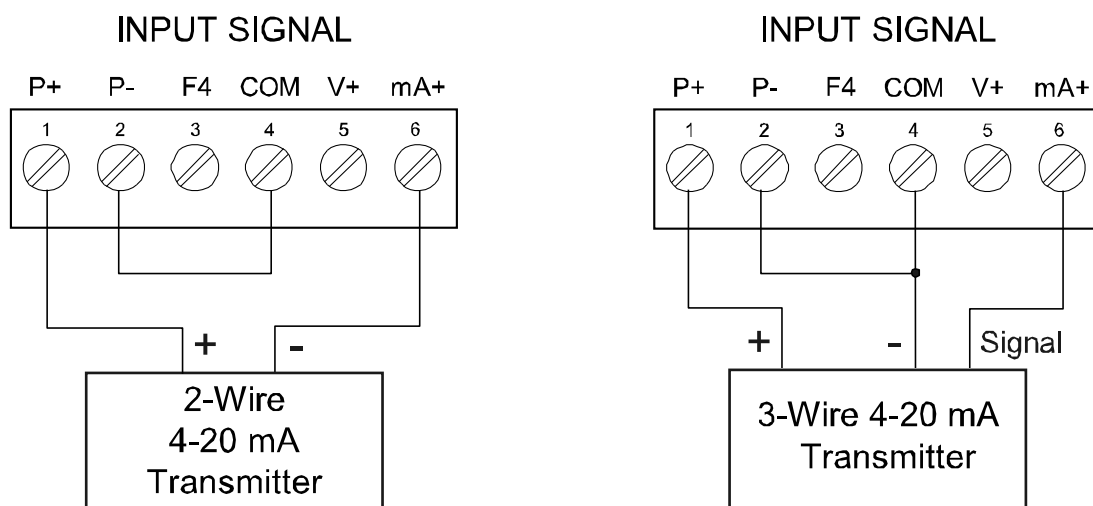 INPUT SIGNAL
P+ P- F4 COM V+ mA+
1 2 3 4 5 6
+ -
2-Wire
4-20 mA
Transmitter
INPUT SIGNAL
P+ P- F4 COM V+ mA+
1 2 3 4 5 6
+ - Signal
3-Wire 4-20 mA
Transmitter